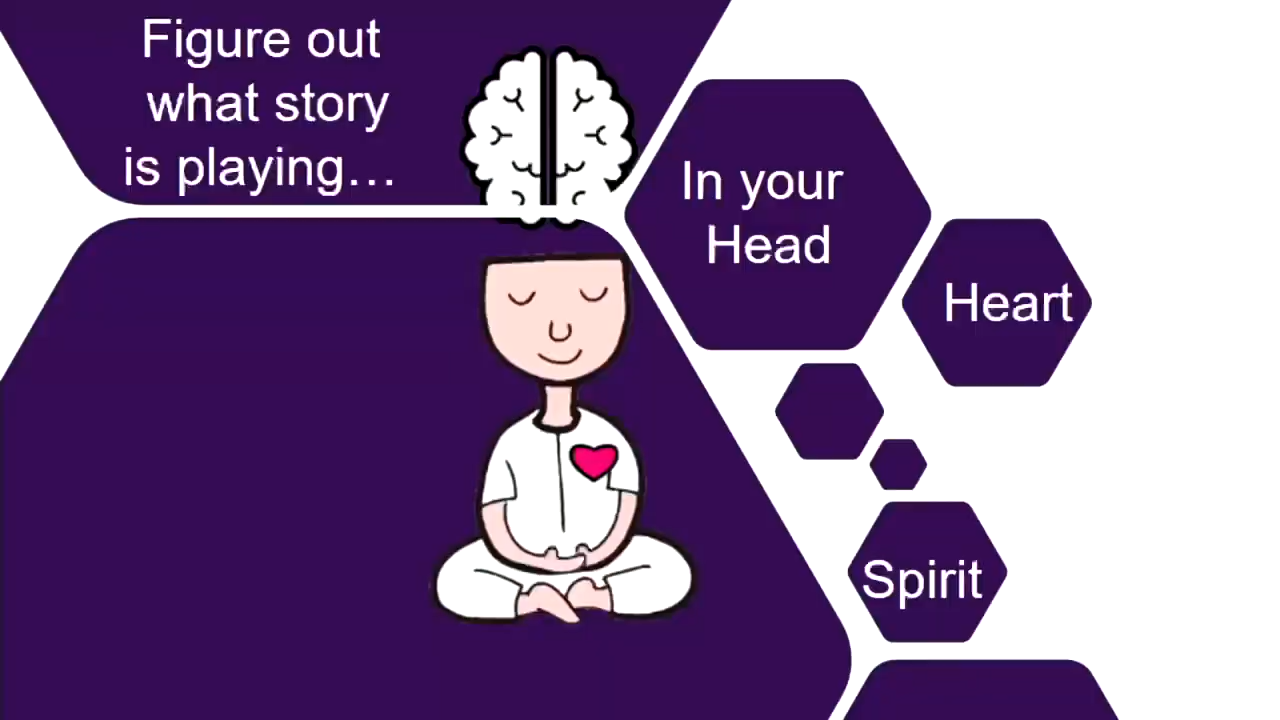 Figure out
what story
is playing…
In your
Head
Heart
Spirit